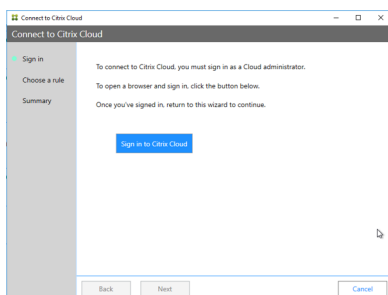 Connect to Citrix Cloud
Connect to Citrix Cloud
Sign in
Choose a rule
Summary
To connect to Citrix Cloud, you must sign in as a Cloud administrator.
To open a browser and sign in, click the button below.
Once you've signed in, return to this wizard to continue.
Sign in to Citrix Cloud
Back
Next
Cancel